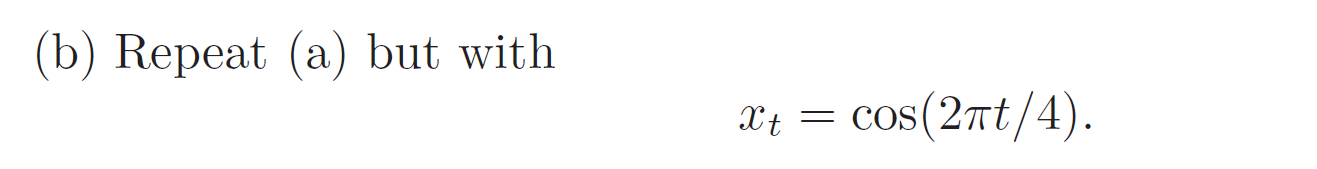 (b) Repeat (a) but with
x_t = cos(2πt/4).